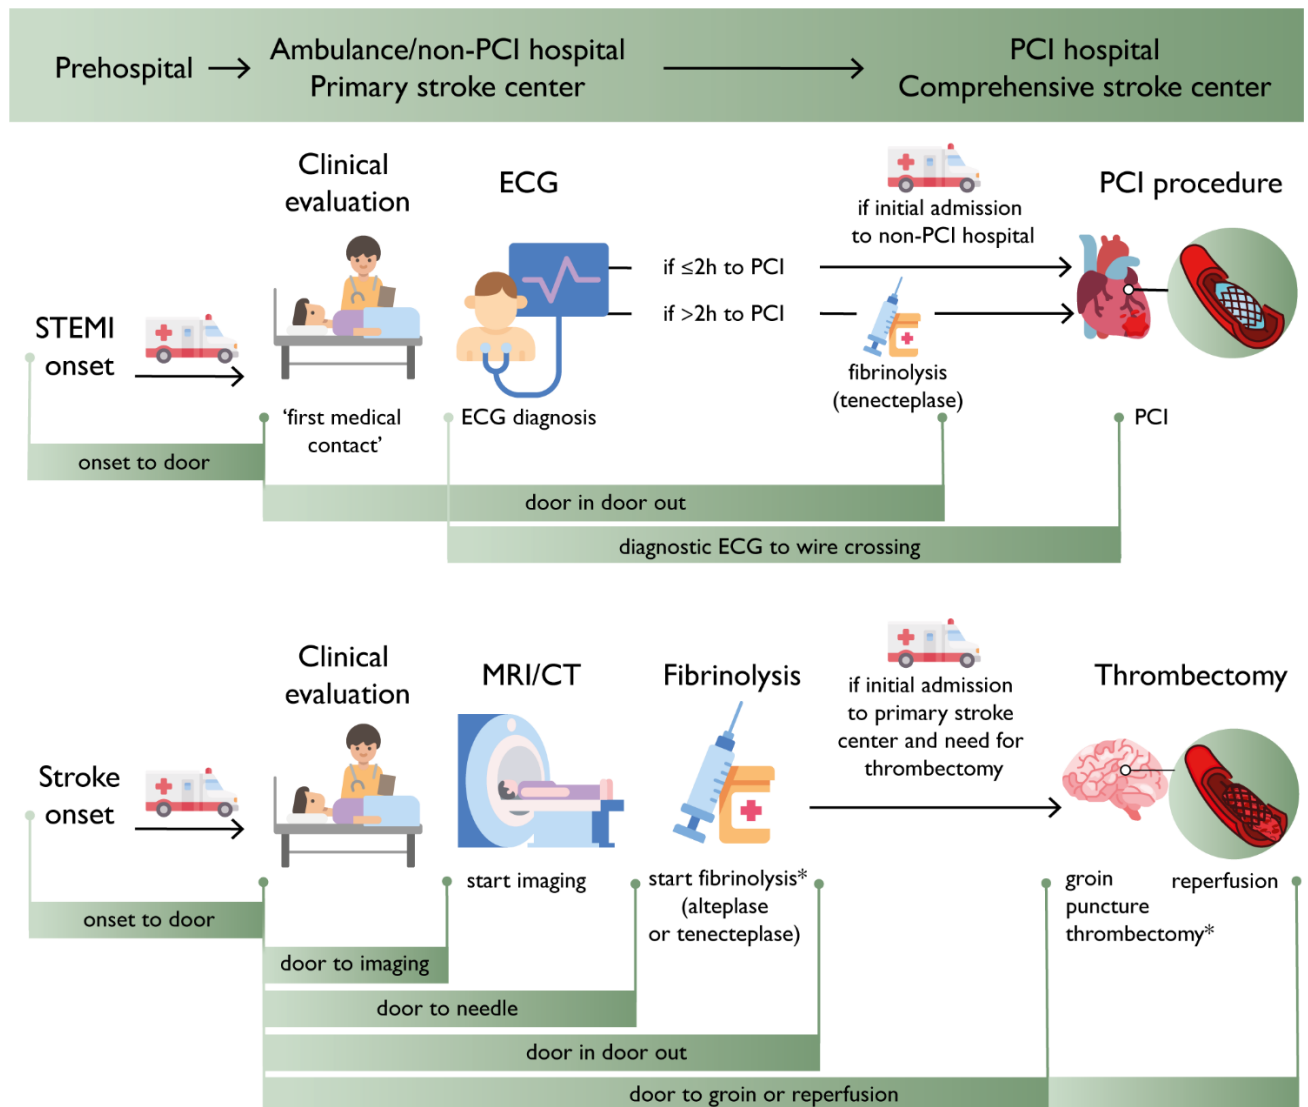 Prehospital
Ambulance/non-PCI hospital
Primary stroke center
PCI hospital
Comprehensive stroke center
Clinical
evaluation
ECG
if initial admission
to non-PCI hospital
PCI procedure
STEMI
onset
if ≤2h to PCI
if >2h to PCI
fibrinolysis
(tenecteplase)
‘first medical
contact’
ECG diagnosis
PCI
onset to door
door in door out
diagnostic ECG to wire crossing
Clinical
evaluation
MRI/CT
Fibrinolysis
if initial admission
to primary stroke
center and need for
thrombectomy
Thrombectomy
Stroke
onset
start imaging
start fibrinolysis*
(alteplase
or tenecteplase)
groin
puncture
thrombectomy*
reperfusion
onset to door
door to imaging
door to needle
door in door out
door to groin or reperfusion